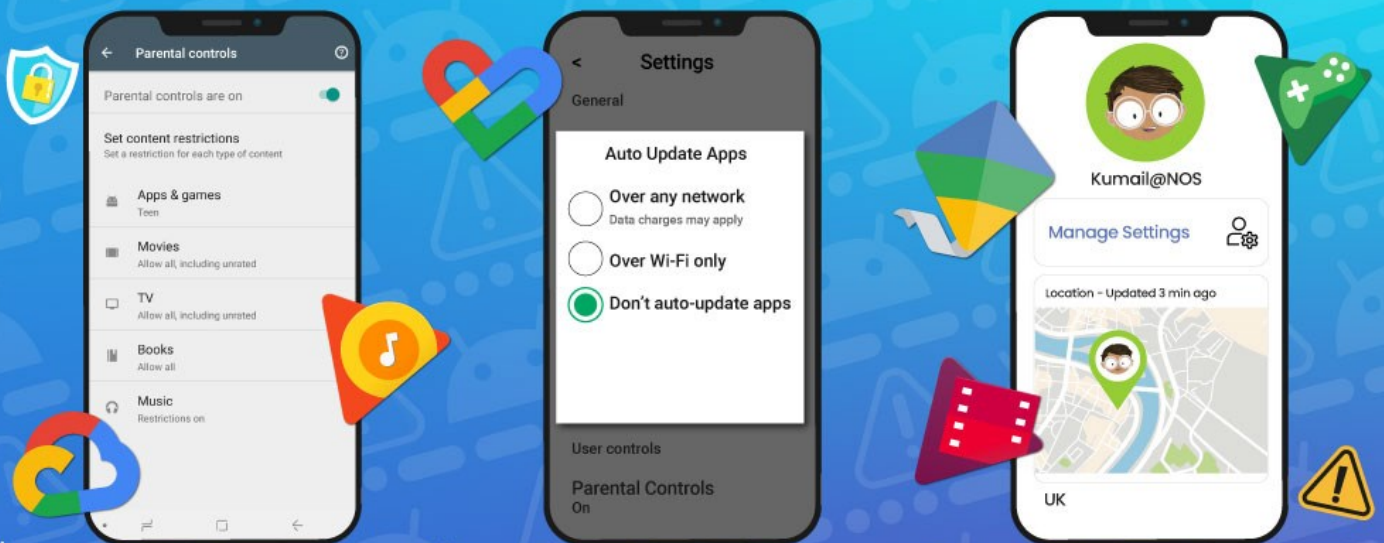 Parental controls
Parental controls are on
Set content restrictions
Set a restriction for each type of content
Apps & games
Teen
Movies
Allow all, including unrated
TV
Allow all, including unrated
Books
Allow all
Music
Restrictions on
< Settings
General
Auto Update Apps
Over any network
Data charges may apply
Over Wi-Fi only
Don't auto-update apps
User controls
Parental Controls
On
Kumail@NOS
Manage Settings
Location - Updated 3 min ago
UK